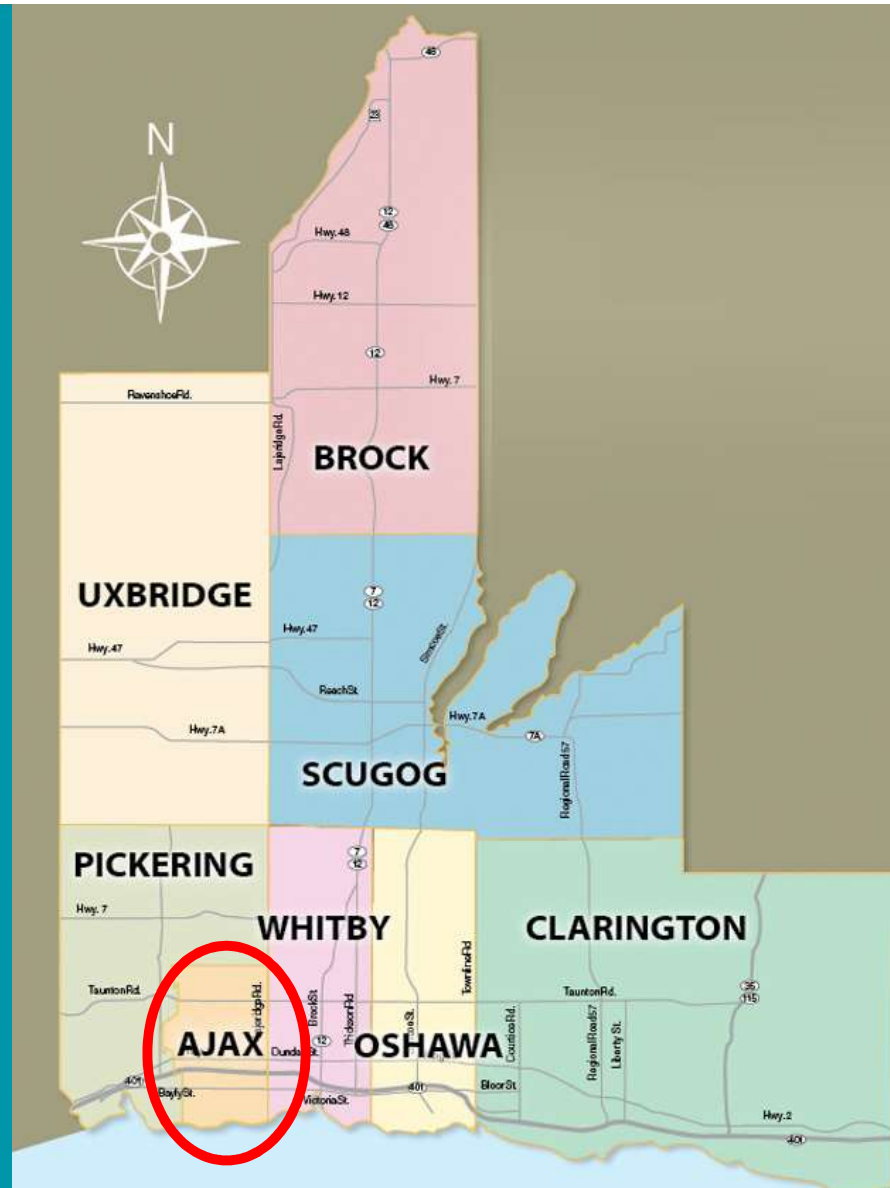 48
N
23
12
48
Hwy. 48
Hwy. 12
12
Hwy. 7
Ravenshoe Rd.
Lakeridge Rd.
BROCK
UXBRIDGE
7
12
Hwy. 47
Simcoe St.
Hwy. 47
Reach St.
Hwy. 7A
Hwy. 7A
7A
Regional Road 57
SCUGOG
PICKERING
7
12
Hwy. 7
WHITBY
CLARINGTON
Townline Rd
Taunton Rd.
Taunton Rd.
35
115
Brock St.
Thickson Rd
Courtice Rd.
Regional Road 57
Liberty St.
12
AJAX
Dundas St.
OSHAWA
401
Bayly St.
Victoria St.
401
Bloor St.
Hwy. 2
401